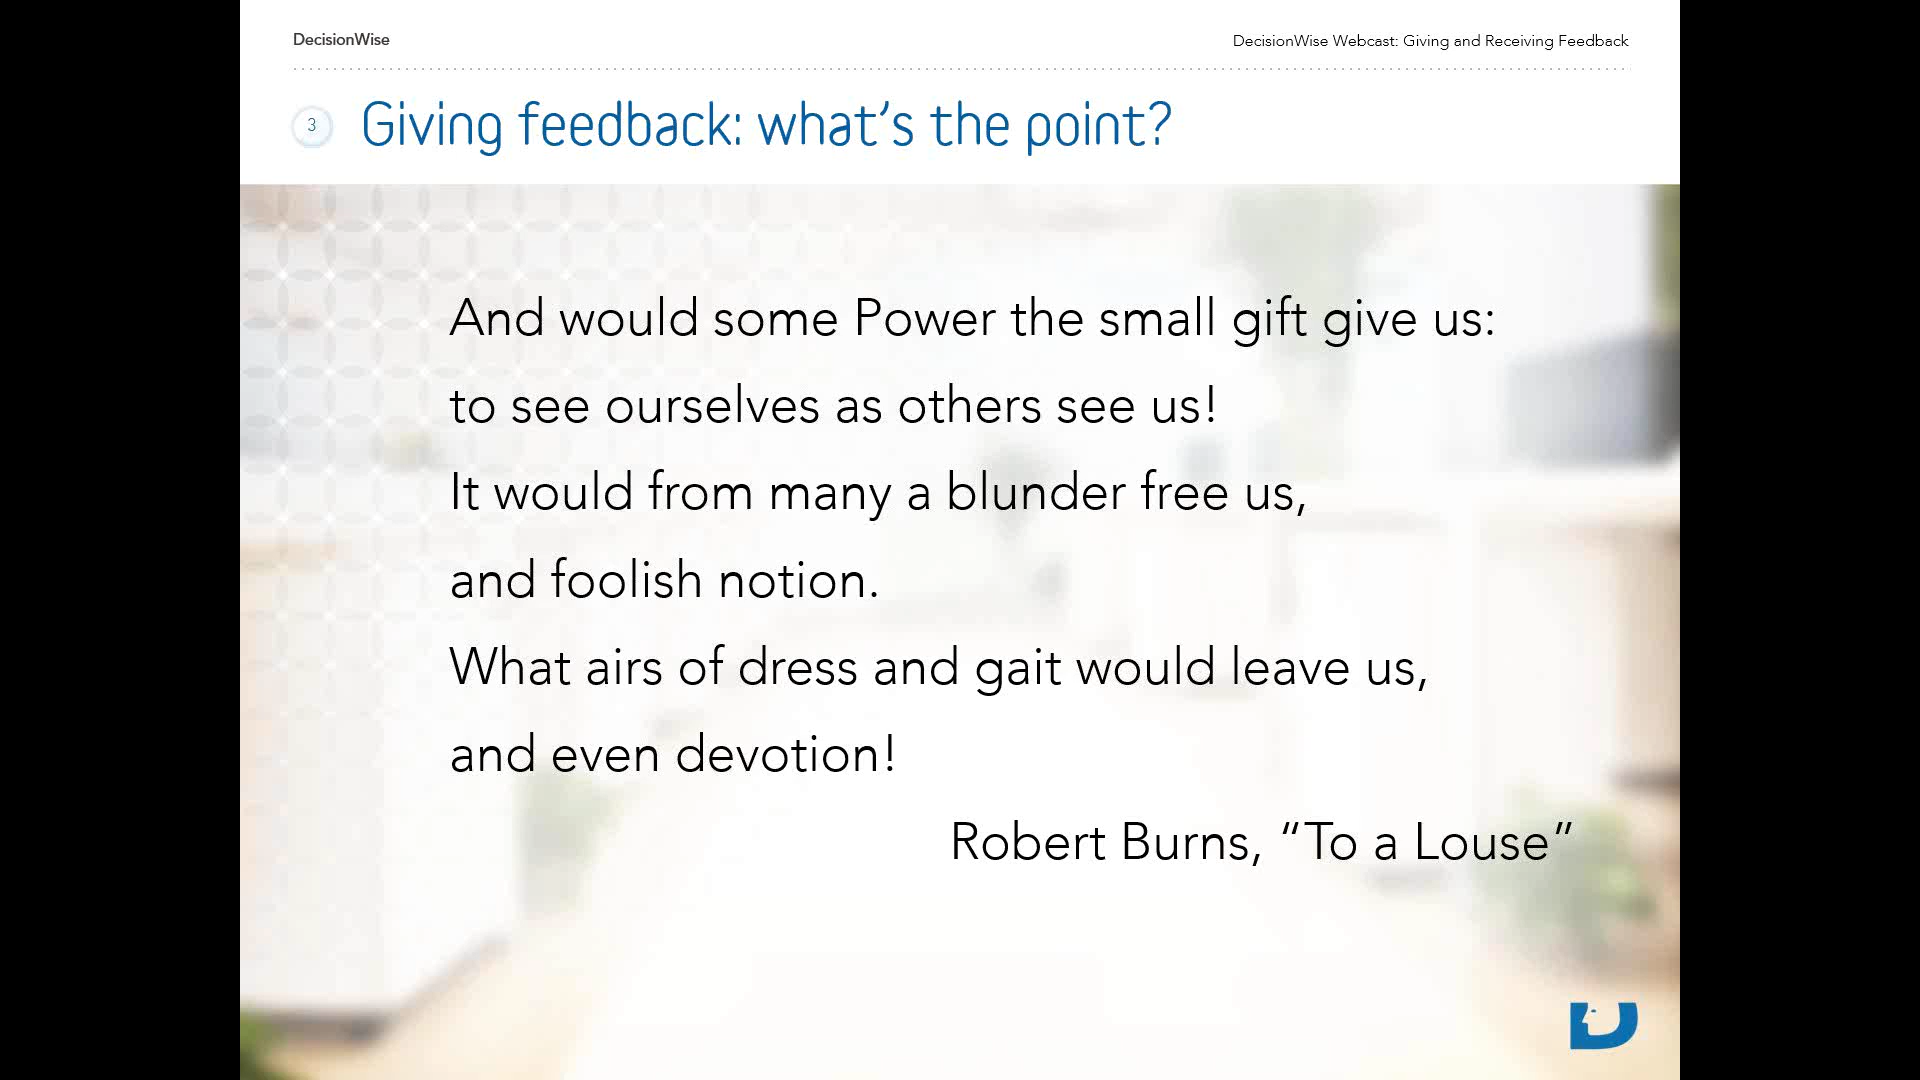 DecisionWise
DecisionWise Webcast: Giving and Receiving Feedback
3
Giving feedback: what's the point?
And would some Power the small gift give us:
to see ourselves as others see us!
It would from many a blunder free us,
and foolish notion.
What airs of dress and gait would leave us,
and even devotion!
Robert Burns, “To a Louse”